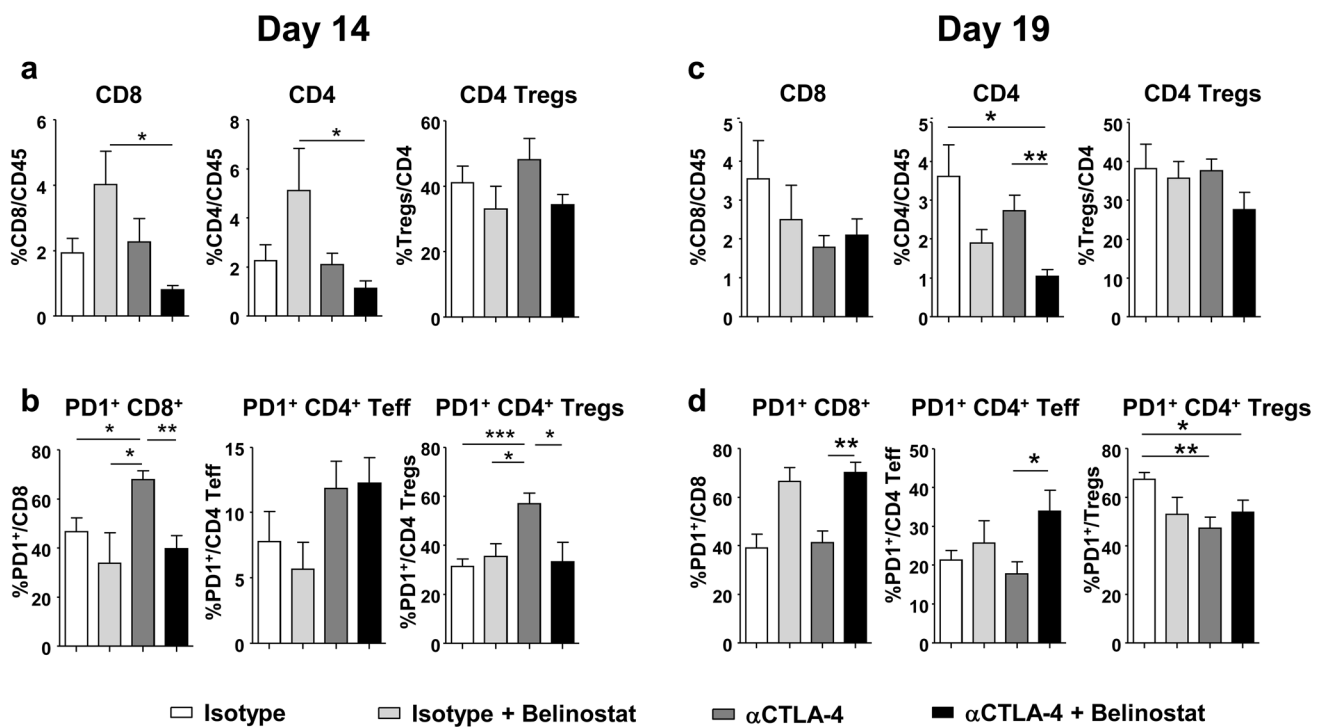 Day 14
Day 19
a
CD8
%CD8/CD45
6
4
2
0
*
CD4
%CD4/CD45
8
6
4
2
0
*
CD4 Tregs
%Tregs/CD4
60
40
20
0
c
CD8
%CD8/CD45
5
4
3
2
1
0
CD4
%CD4/CD45
5
4
3
2
1
0
*
**
CD4 Tregs
%Tregs/CD4
50
40
30
20
10
0
b
PD1⁺ CD8⁺
%PD1⁺/CD8
80
60
40
20
0
*
**
*
PD1⁺ CD4⁺ Teff
%PD1⁺/CD4 Teff
15
10
5
0
PD1⁺ CD4⁺ Tregs
%PD1⁺/CD4 Tregs
80
60
40
20
0
***
*
*
d
PD1⁺ CD8⁺
%PD1⁺/CD8
80
60
40
20
0
**
PD1⁺ CD4⁺ Teff
%PD1⁺/CD4 Teff
50
40
30
20
10
0
*
PD1⁺ CD4⁺ Tregs
%PD1⁺/Tregs
80
60
40
20
0
*
**
Isotype
Isotype + Belinostat
αCTLA-4
αCTLA-4 + Belinostat